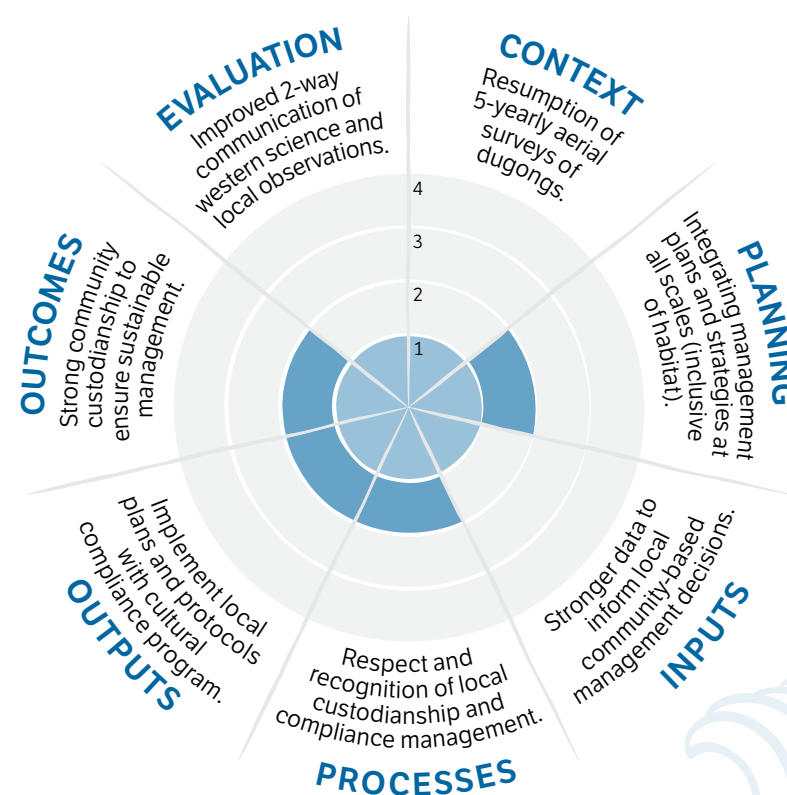 EVALUATION
Improved 2-way
communication of
western science and
local observations.
CONTEXT
Resumption of
5-yearly aerial
surveys of
dugongs.
PLANNING
Integrating management
plans and strategies at
all scales (inclusive
of habitat).
INPUTS
Stronger data to
inform local
community-based
management decisions.
PROCESSES
Respect and
recognition of local
custodianship and
compliance management.
OUTPUTS
Implement local
plans and protocols
with cultural
compliance program.
OUTCOMES
Strong community
custodianship to
ensure sustainable
management.
4
3
2
1